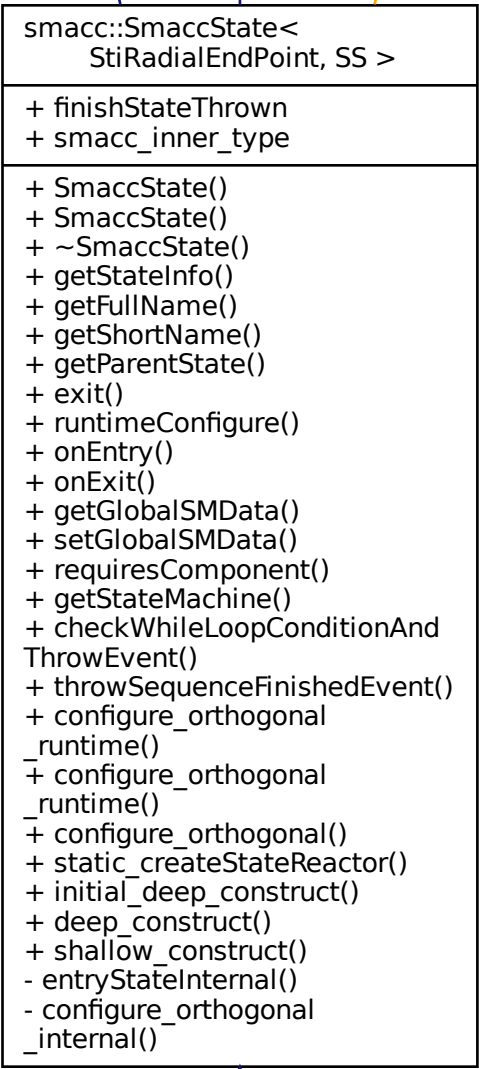 smacc::SmaccState<
StiRadialEndPoint, SS >
+ finishStateThrown
+ smacc_inner_type
+ SmaccState()
+ SmaccState()
+ ~SmaccState()
+ getStateInfo()
+ getFullName()
+ getShortName()
+ getParentState()
+ exit()
+ runtimeConfigure()
+ onEntry()
+ onExit()
+ getGlobalSMData()
+ setGlobalSMData()
+ requiresComponent()
+ getStateMachine()
+ checkWhileLoopConditionAnd
ThrowEvent()
+ throwSequenceFinishedEvent()
+ configure_orthogonal
_runtime()
+ configure_orthogonal
_runtime()
+ configure_orthogonal()
+ static_createStateReactor()
+ initial_deep_construct()
+ deep_construct()
+ shallow_construct()
- entryStateInternal()
- configure_orthogonal
_internal()